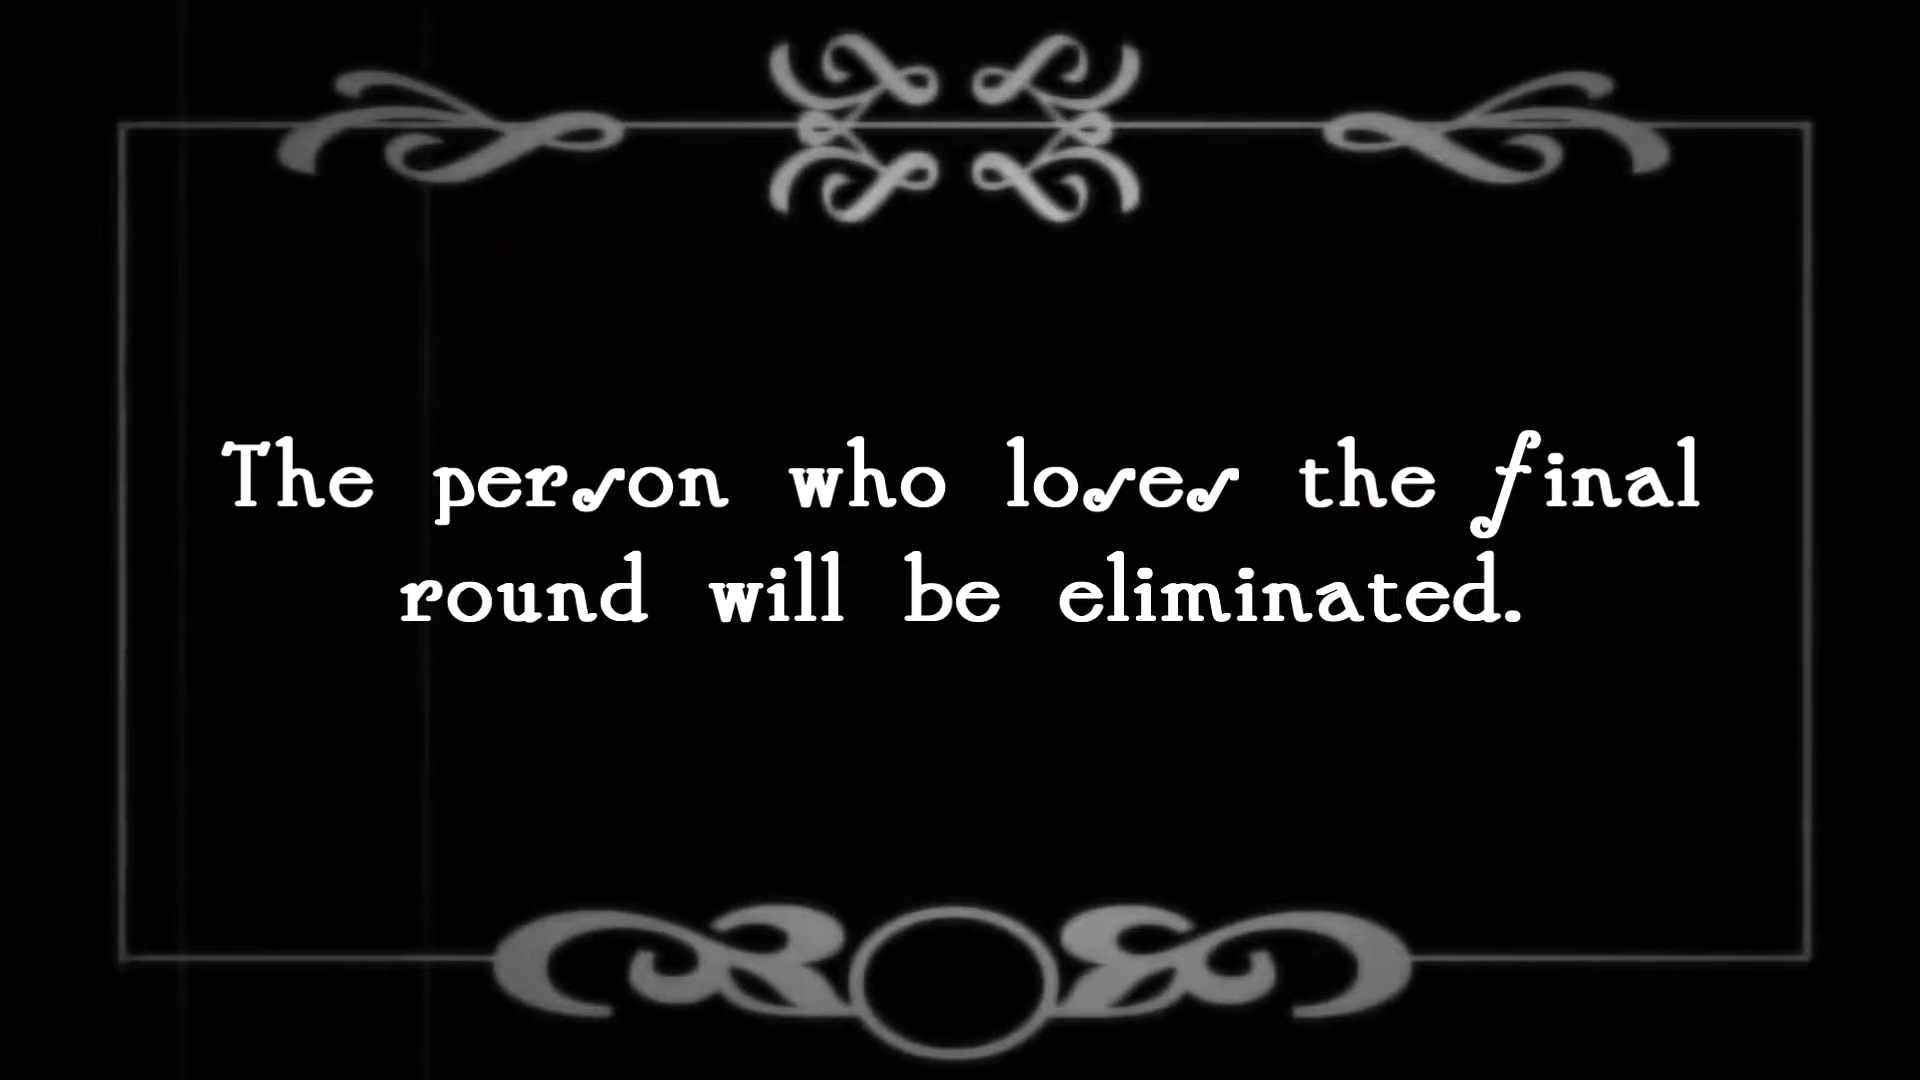 The person who loses the final
round will be eliminated.